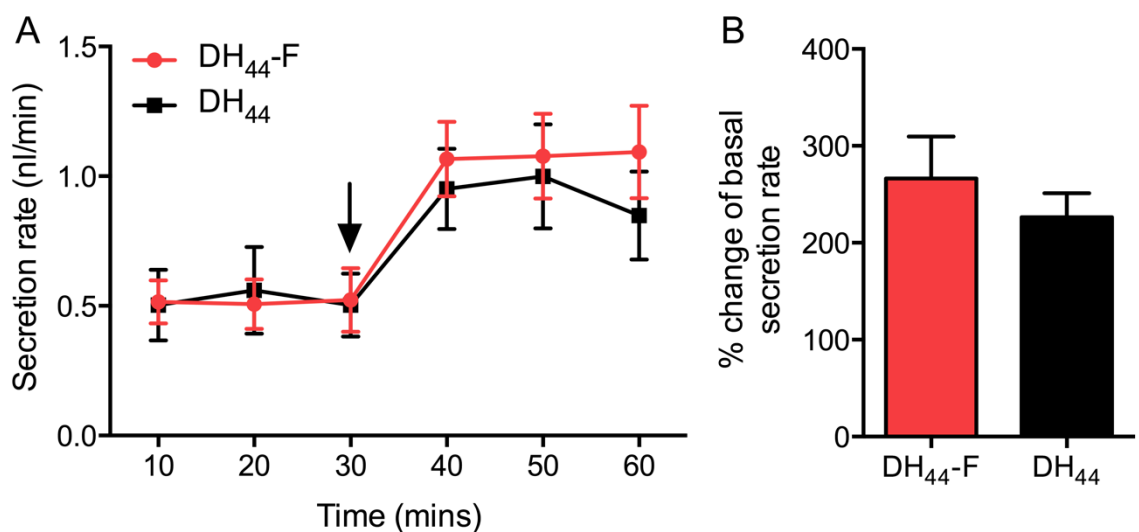 A
Secretion rate (nl/min)
1.5
1.0
0.5
0.0
DH44-F
DH44
10 20 30 40 50 60
Time (mins)
B
% change of basal
secretion rate
400
300
200
100
0
DH44-F DH44